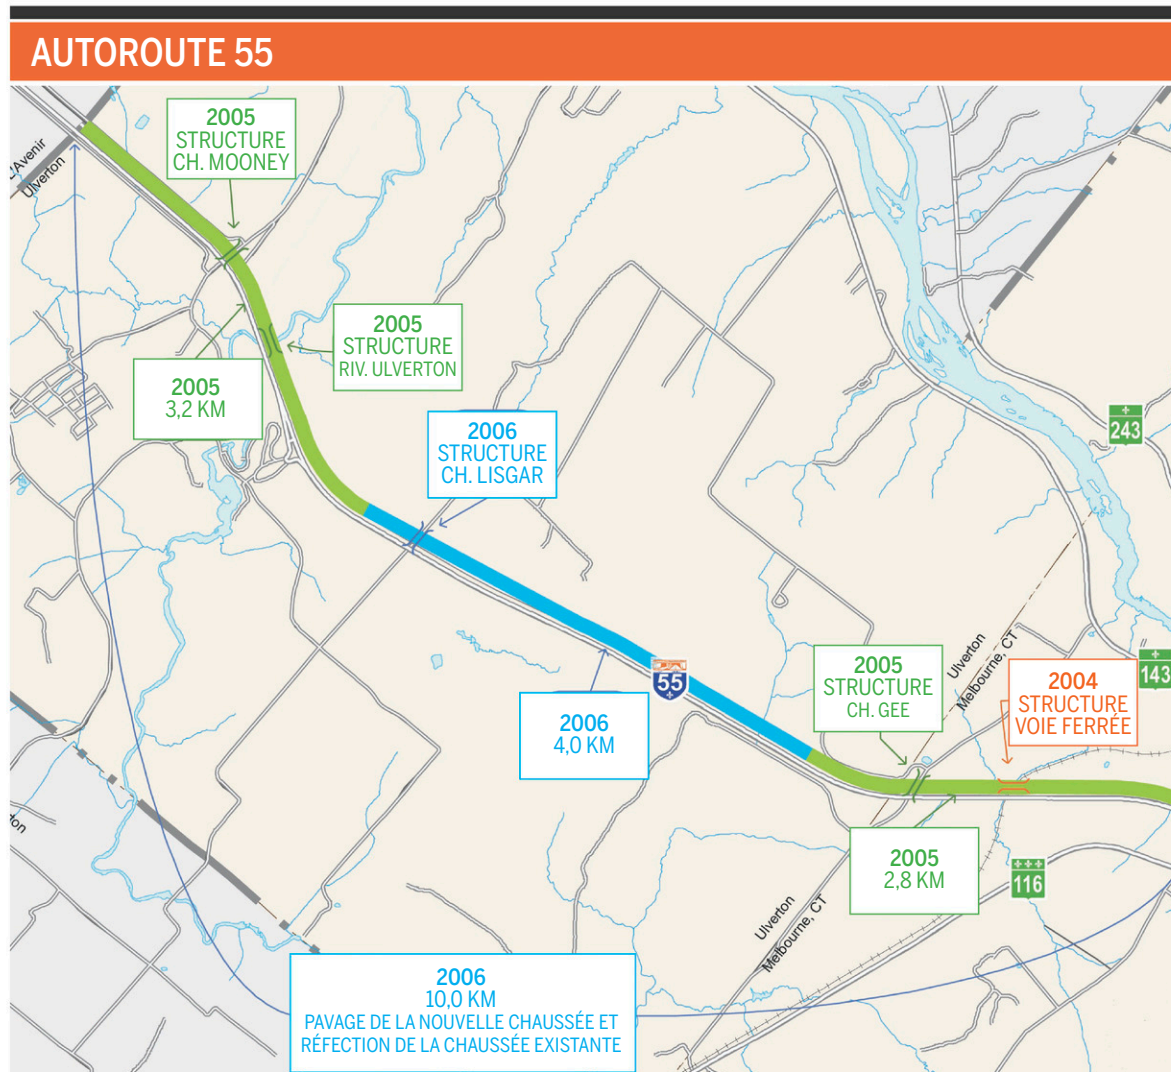 AUTOROUTE 55
2005
STRUCTURE
CH. MOONEY
L'Avenir
Ulverton
2005
STRUCTURE
RIV. ULVERTON
2005
3,2 KM
2006
STRUCTURE
CH. LISGAR
243
143
55
2006
4,0 KM
2005
STRUCTURE
CH. GEE
Ulverton
Melbourne, CT
2004
STRUCTURE
VOIE FERRÉE
2005
2,8 KM
116
Ulverton
Melbourne, CT
2006
10,0 KM
PAVAGE DE LA NOUVELLE CHAUSSÉE ET
RÉFECTION DE LA CHAUSSÉE EXISTANTE